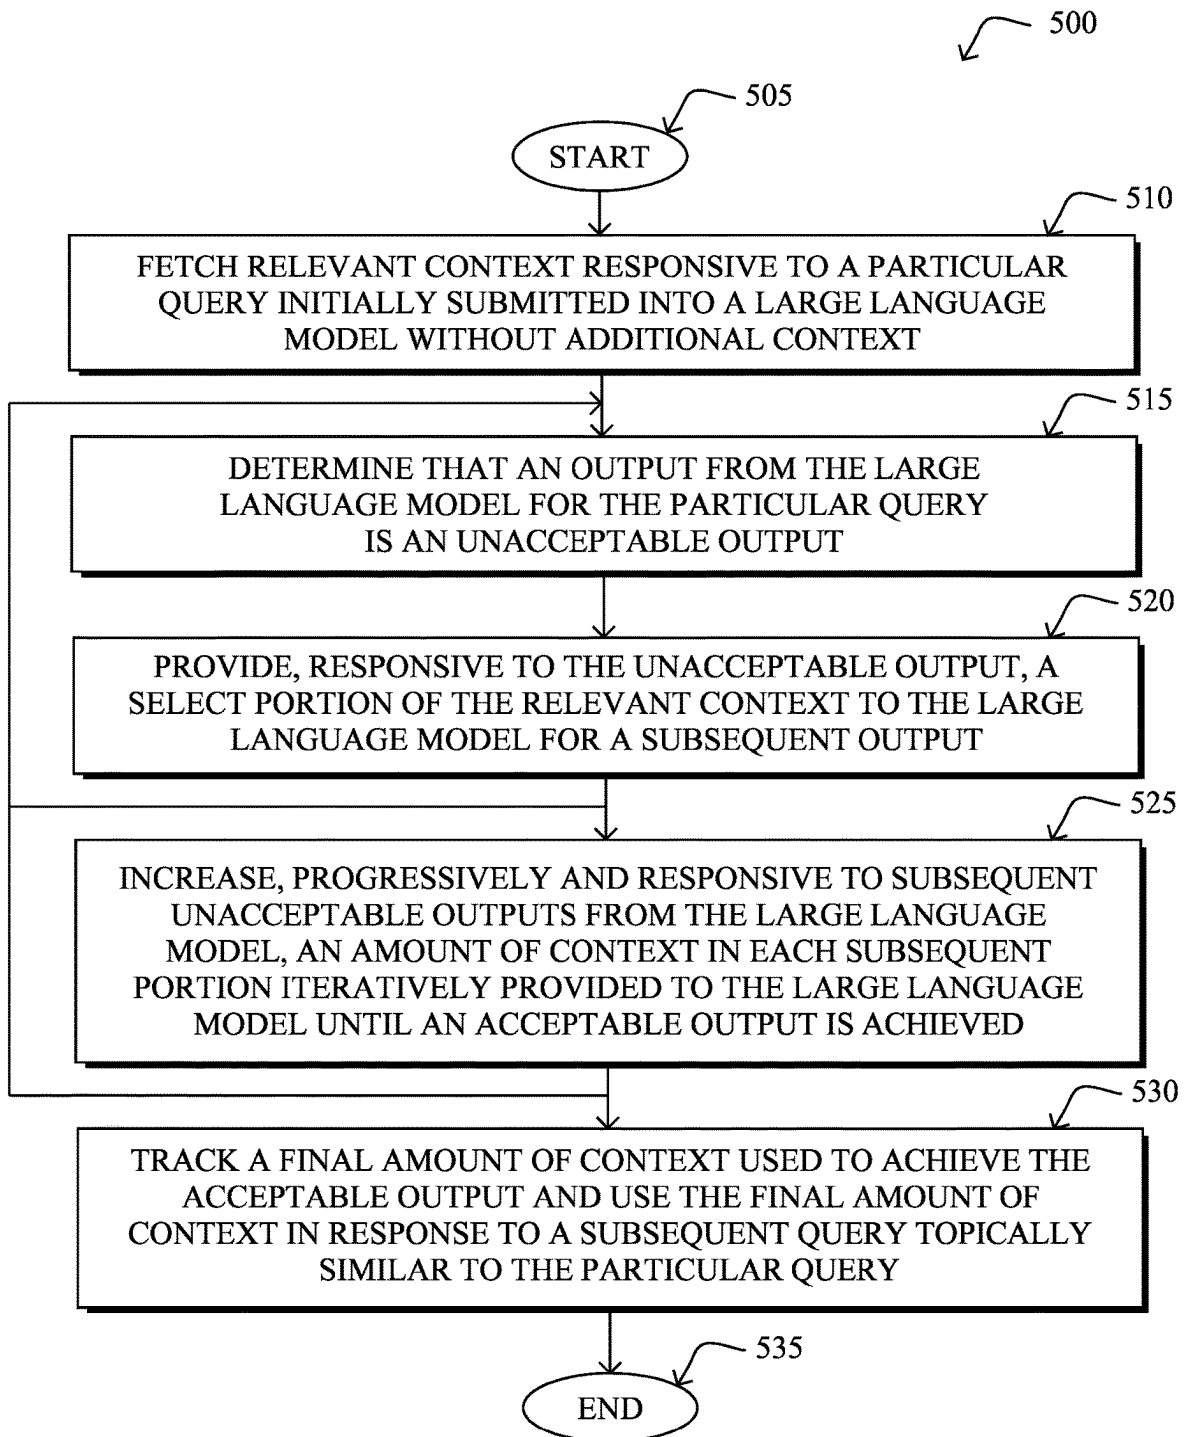 500
505
START
510
FETCH RELEVANT CONTEXT RESPONSIVE TO A PARTICULAR
QUERY INITIALLY SUBMITTED INTO A LARGE LANGUAGE
MODEL WITHOUT ADDITIONAL CONTEXT
515
DETERMINE THAT AN OUTPUT FROM THE LARGE
LANGUAGE MODEL FOR THE PARTICULAR QUERY
IS AN UNACCEPTABLE OUTPUT
520
PROVIDE, RESPONSIVE TO THE UNACCEPTABLE OUTPUT, A
SELECT PORTION OF THE RELEVANT CONTEXT TO THE LARGE
LANGUAGE MODEL FOR A SUBSEQUENT OUTPUT
525
INCREASE, PROGRESSIVELY AND RESPONSIVE TO SUBSEQUENT
UNACCEPTABLE OUTPUTS FROM THE LARGE LANGUAGE
MODEL, AN AMOUNT OF CONTEXT IN EACH SUBSEQUENT
PORTION ITERATIVELY PROVIDED TO THE LARGE LANGUAGE
MODEL UNTIL AN ACCEPTABLE OUTPUT IS ACHIEVED
530
TRACK A FINAL AMOUNT OF CONTEXT USED TO ACHIEVE THE
ACCEPTABLE OUTPUT AND USE THE FINAL AMOUNT OF
CONTEXT IN RESPONSE TO A SUBSEQUENT QUERY TOPICALLY
SIMILAR TO THE PARTICULAR QUERY
535
END